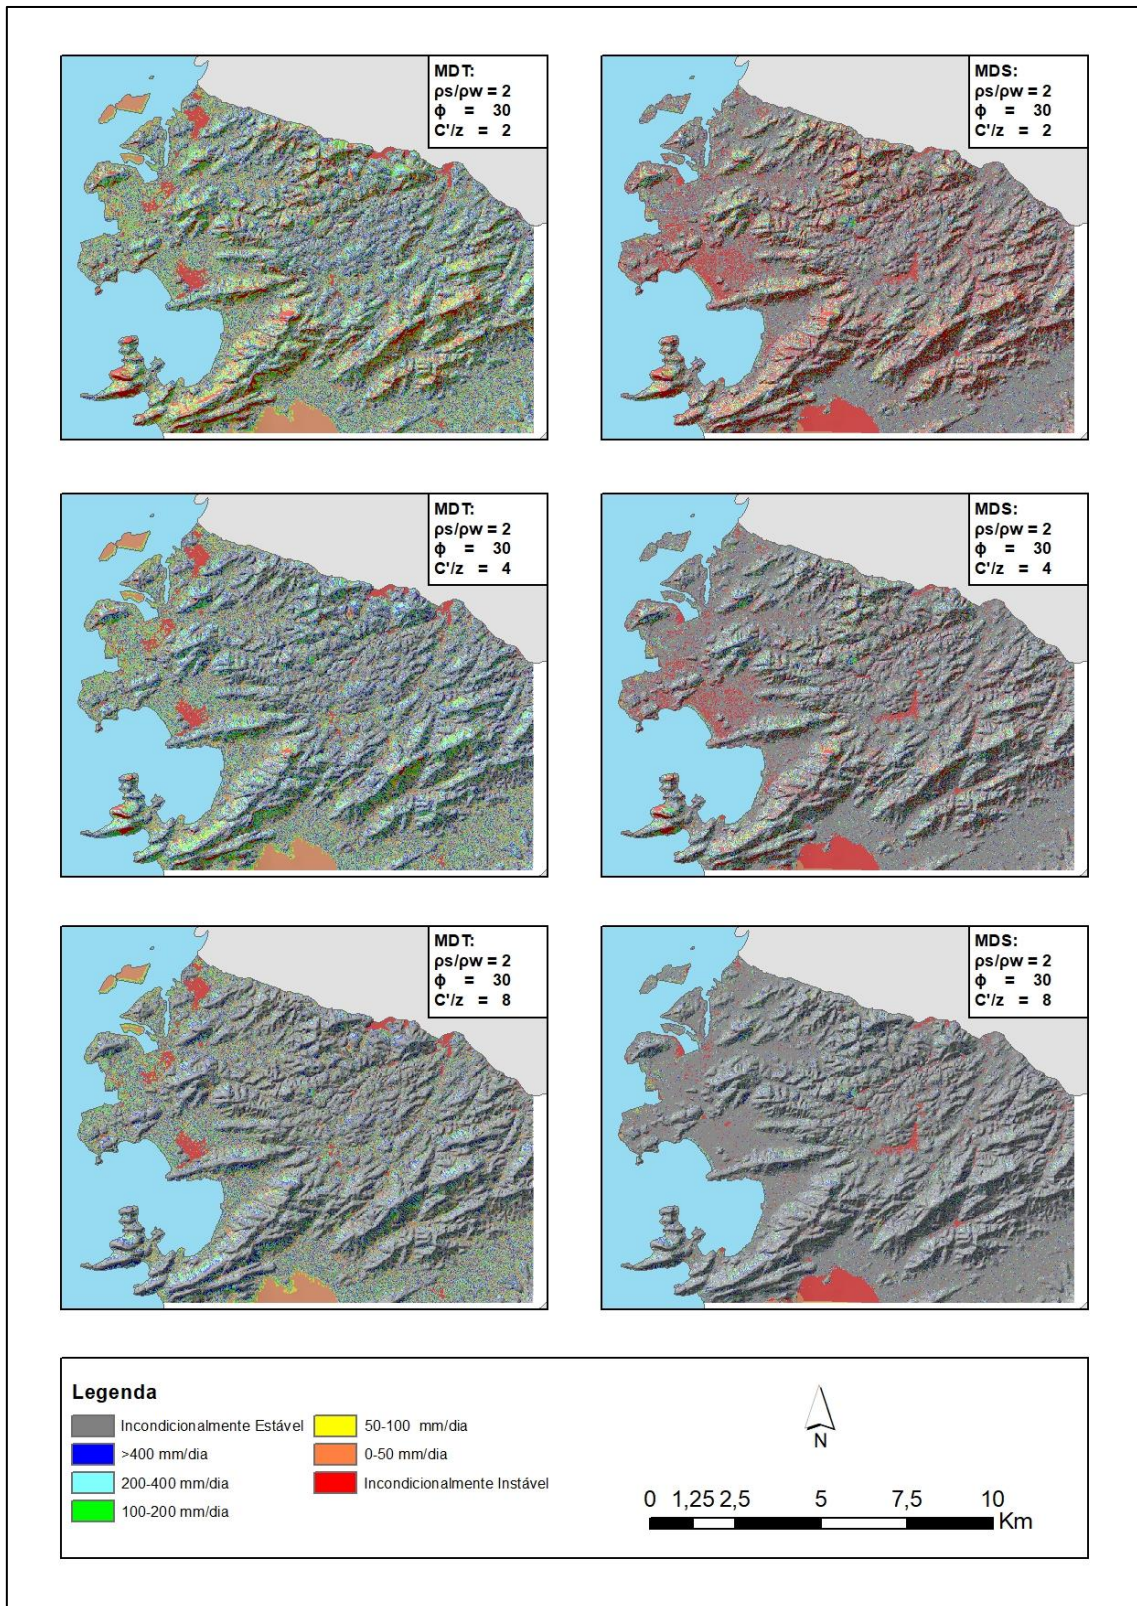 MDT:
ρs/ρw = 2
ϕ = 30
C'/z = 2
MDS:
ρs/ρw = 2
ϕ = 30
C'/z = 2
MDT:
ρs/ρw = 2
ϕ = 30
C'/z = 4
MDS:
ρs/ρw = 2
ϕ = 30
C'/z = 4
MDT:
ρs/ρw = 2
ϕ = 30
C'/z = 8
MDS:
ρs/ρw = 2
ϕ = 30
C'/z = 8
Legenda
Incondicionalmente Estável
>400 mm/dia
200-400 mm/dia
100-200 mm/dia
50-100 mm/dia
0-50 mm/dia
Incondicionalmente Instável
N
0 1,25 2,5 5 7,5 10
Km